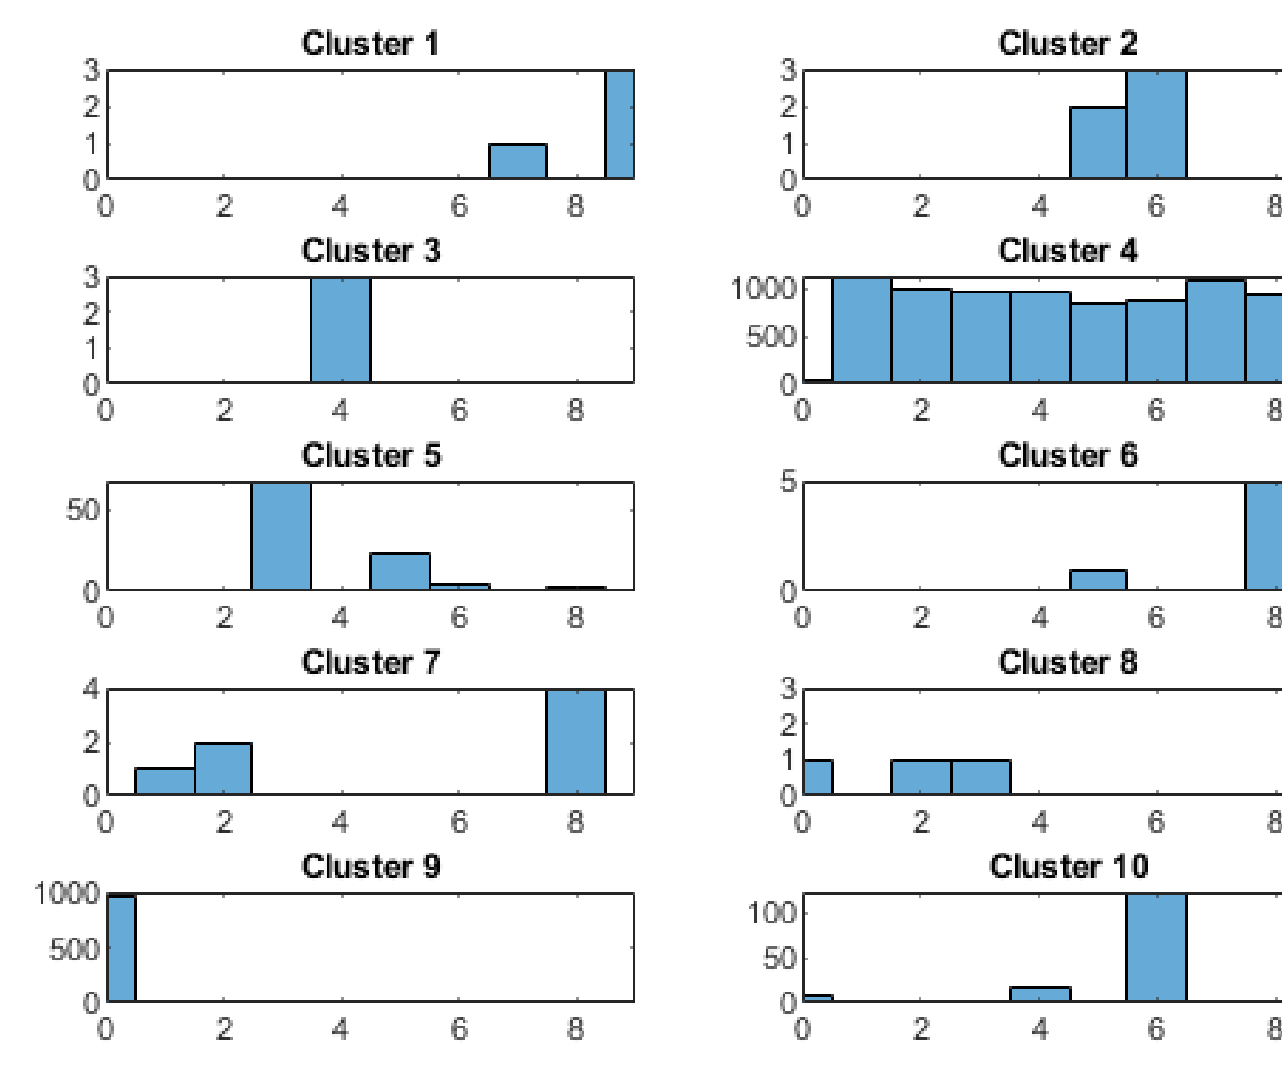 Cluster 1
3
2
1
0
0 2 4 6 8
Cluster 2
3
2
1
0
0 2 4 6 8
Cluster 3
3
2
1
0
0 2 4 6 8
Cluster 4
1000
500
0
0 2 4 6 8
Cluster 5
50
0
0 2 4 6 8
Cluster 6
5
0
0 2 4 6 8
Cluster 7
4
2
0
0 2 4 6 8
Cluster 8
3
2
1
0
0 2 4 6 8
Cluster 9
1000
500
0
0 2 4 6 8
Cluster 10
100
50
0
0 2 4 6 8